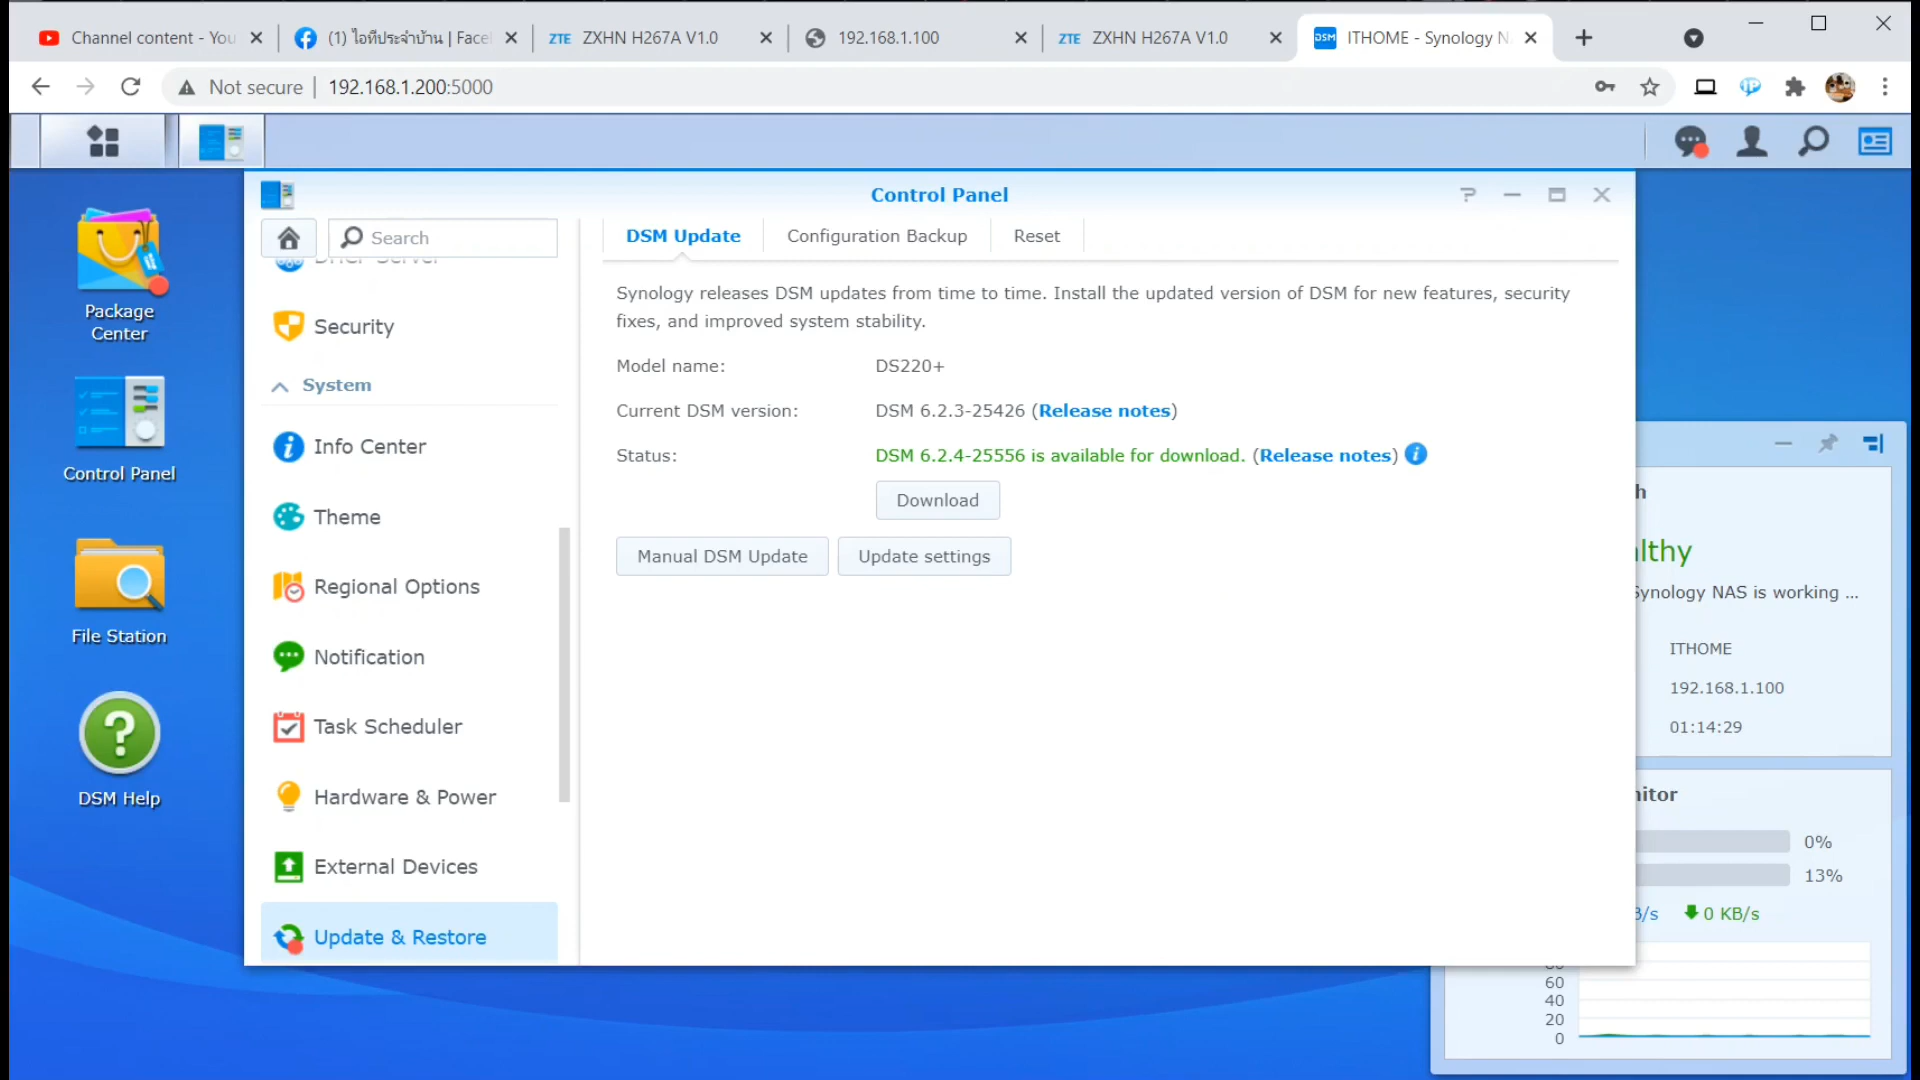 Channel content - You
(1) ไอทีประจำบ้าน | Face
ZTE ZXHN H267A V1.0
192.168.1.100
ZTE ZXHN H267A V1.0
DSM ITHOME - Synology N
Not secure | 192.168.1.200:5000
Package Center
Control Panel
File Station
DSM Help
Control Panel
Search
DHCP Server
Security
System
Info Center
Theme
Regional Options
Notification
Task Scheduler
Hardware & Power
External Devices
Update & Restore
DSM Update
Configuration Backup
Reset
Synology releases DSM updates from time to time. Install the updated version of DSM for new features, security
fixes, and improved system stability.
Model name: DS220+
Current DSM version: DSM 6.2.3-25426 (Release notes)
Status: DSM 6.2.4-25556 is available for download. (Release notes)
Download
Manual DSM Update
Update settings
h
lthy
Synology NAS is working ...
ITHOME
192.168.1.100
01:14:29
nitor
0%
13%
B/s 0 KB/s
80
60
40
20
0